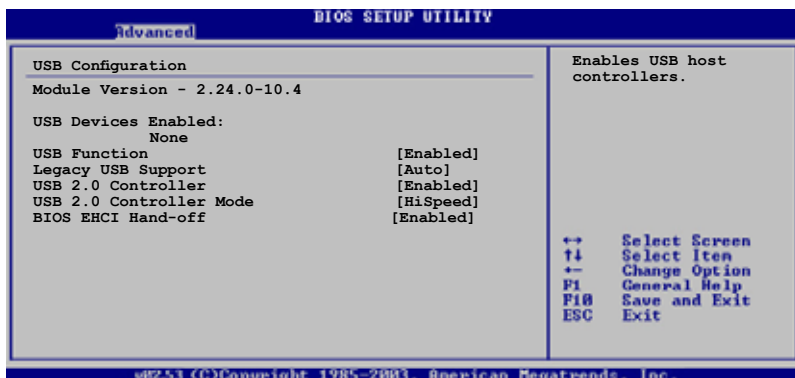 BIOS SETUP UTILITY
Advanced
USB Configuration
Module Version - 2.24.0-10.4
USB Devices Enabled:
None
USB Function [Enabled]
Legacy USB Support [Auto]
USB 2.0 Controller [Enabled]
USB 2.0 Controller Mode [HiSpeed]
BIOS EHCI Hand-off [Enabled]
Enables USB host
controllers.
↔ Select Screen
↑↓ Select Item
+- Change Option
F1 General Help
F10 Save and Exit
ESC Exit
v02.53 (C)Copyright 1985-2003, American Megatrends, Inc.